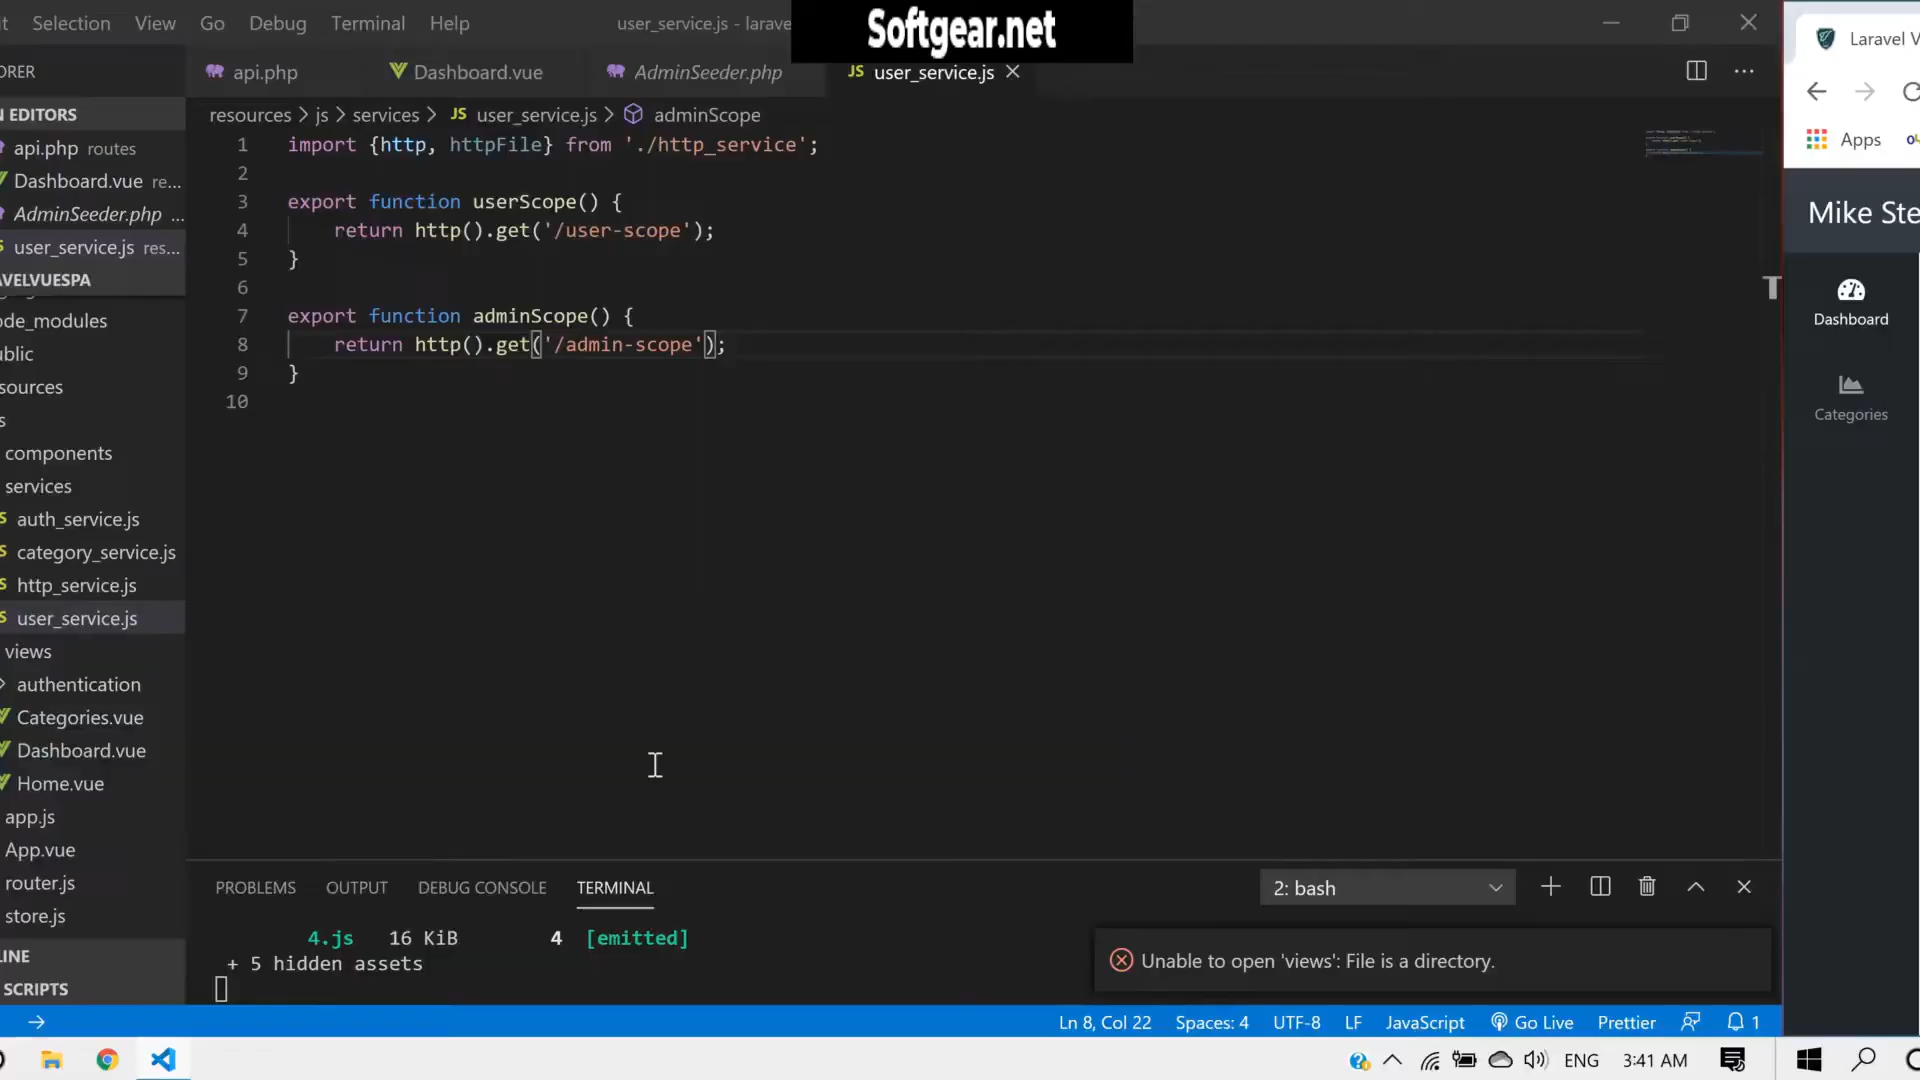 Selection View Go Debug Terminal Help
user_service.js - larave
Softgear.net
ORER
api.php
Dashboard.vue
AdminSeeder.php
JS user_service.js
N EDITORS
api.php routes
Dashboard.vue re...
AdminSeeder.php ...
user_service.js res...
AVELVUESPA
ode_modules
ublic
sources
s
components
services
auth_service.js
category_service.js
http_service.js
user_service.js
views
authentication
Categories.vue
Dashboard.vue
Home.vue
app.js
App.vue
router.js
store.js
LINE
SCRIPTS
resources > js > services > JS user_service.js > adminScope
1 import {http, httpFile} from './http_service';
2
3 export function userScope() {
4 return http().get('/user-scope');
5 }
6
7 export function adminScope() {
8 return http().get('/admin-scope');
9 }
10
PROBLEMS OUTPUT DEBUG CONSOLE TERMINAL
2: bash
4.js 16 KiB 4 [emitted]
+ 5 hidden assets
Unable to open 'views': File is a directory.
Ln 8, Col 22 Spaces: 4 UTF-8 LF JavaScript Go Live Prettier 1
ENG 3:41 AM
Laravel V
Apps
Mike Ste
Dashboard
Categories